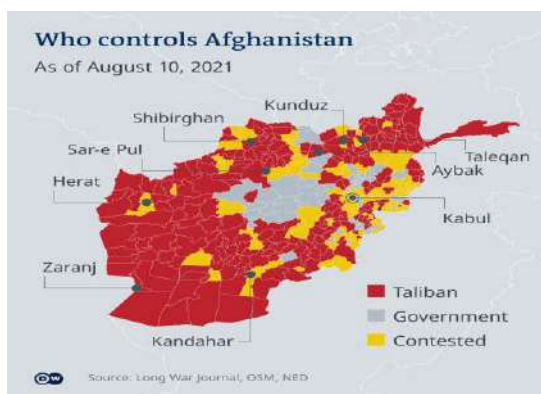 Who controls Afghanistan
As of August 10, 2021
Kunduz
Shibirghan
Sar-e Pul
Taleqan
Aybak
Herat
Kabul
Zaranj
Taliban
Government
Contested
Kandahar
DW
Source: Long War Journal, OSM, NED